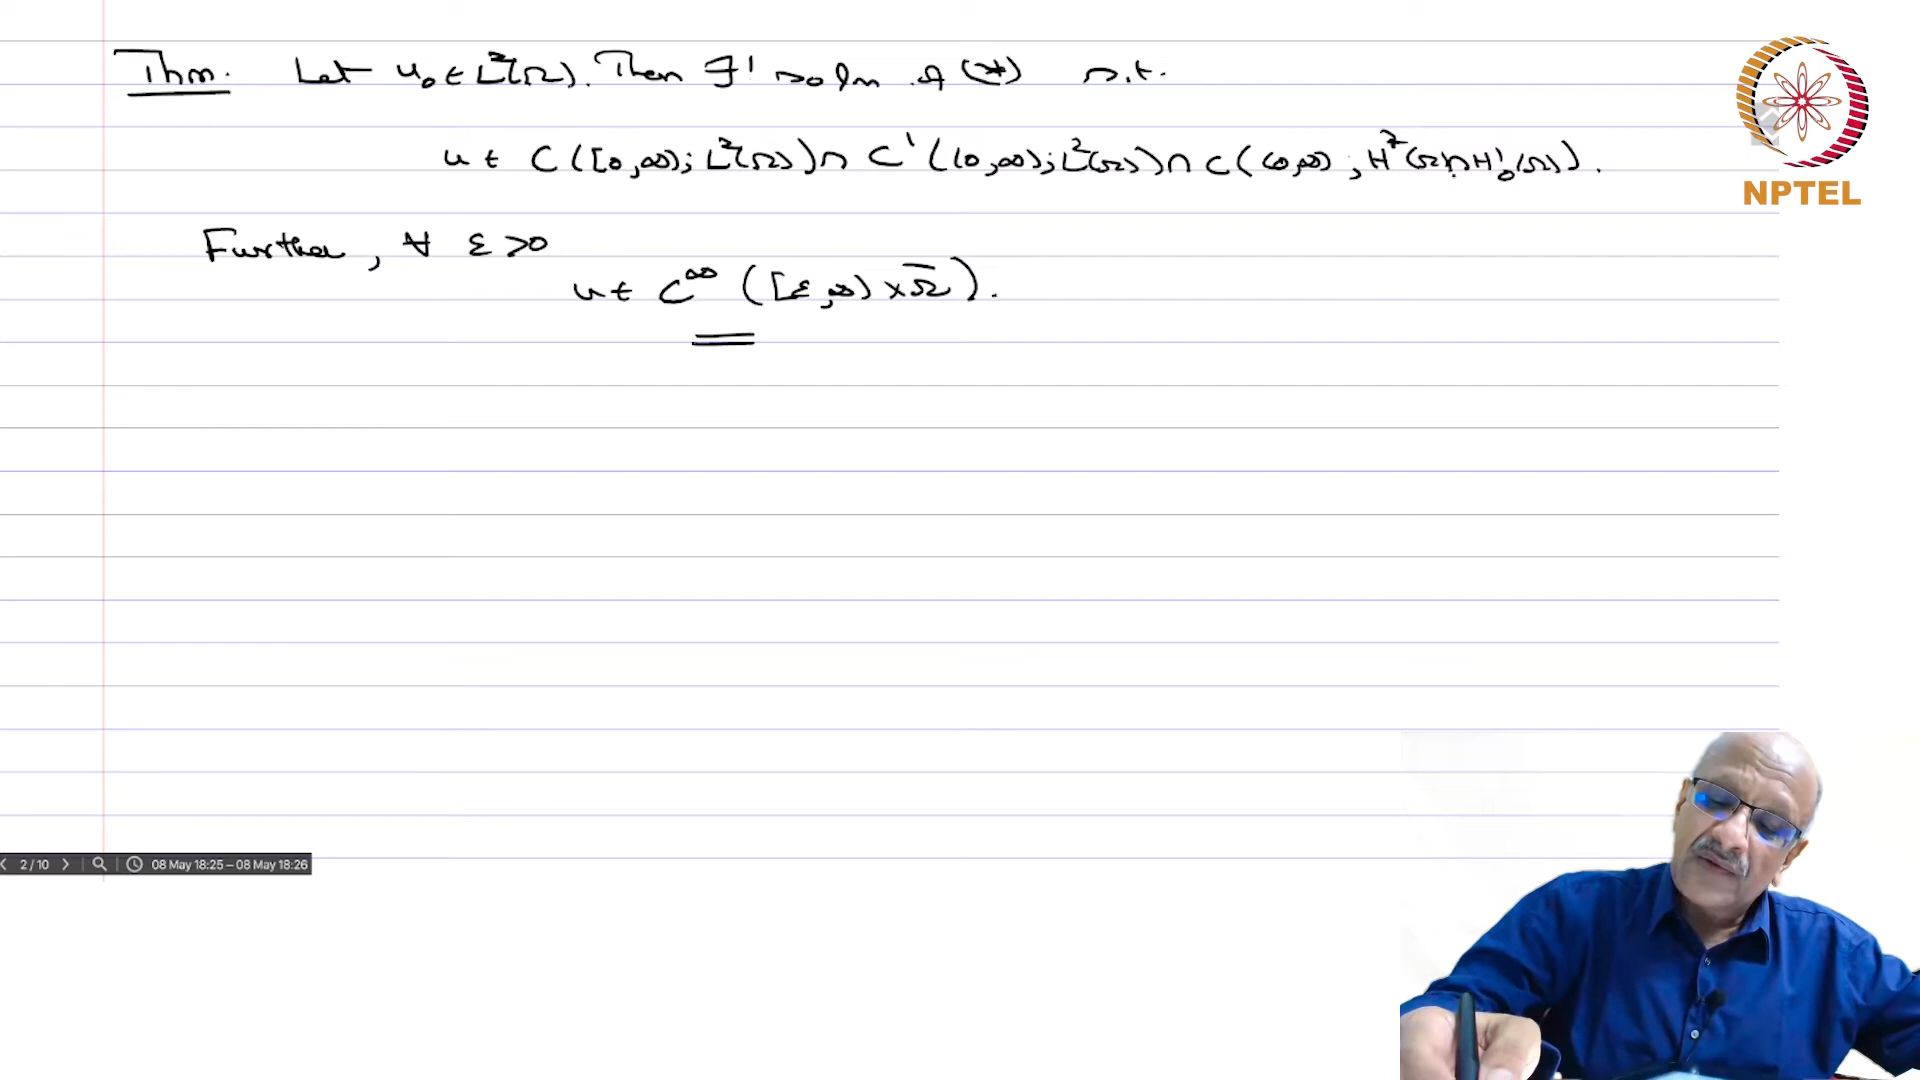 Thm. Let u₀ ∈ L²(Ω). Then ∃! soln of (*) s.t.
u ∈ C([0,∞); L²(Ω)) ∩ C¹((0,∞); L²(Ω)) ∩ C((0,∞); H²(Ω) ∩ H¹₀(Ω)).
Further, ∀ ε > 0
u ∈ C^∞([ε,∞) × Ω̅).
NPTEL
2 / 10 08 May 18:25 – 08 May 18:26